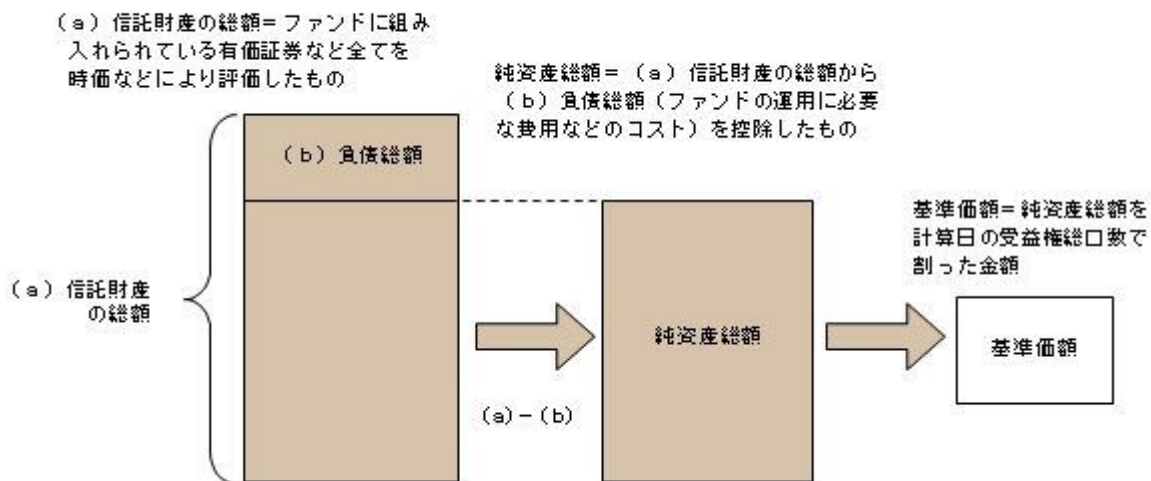 （a）信託財産の総額＝ファンドに組み
入れられている有価証券など全てを
時価などにより評価したもの
純資産総額＝（a）信託財産の総額から
（b）負債総額（ファンドの運用に必要
な費用などのコスト）を控除したもの
（b）負債総額
基準価額＝純資産総額を
計算日の受益権総口数で
割った金額
（a）信託財産
の総額
純資産総額
基準価額
（a）－（b）